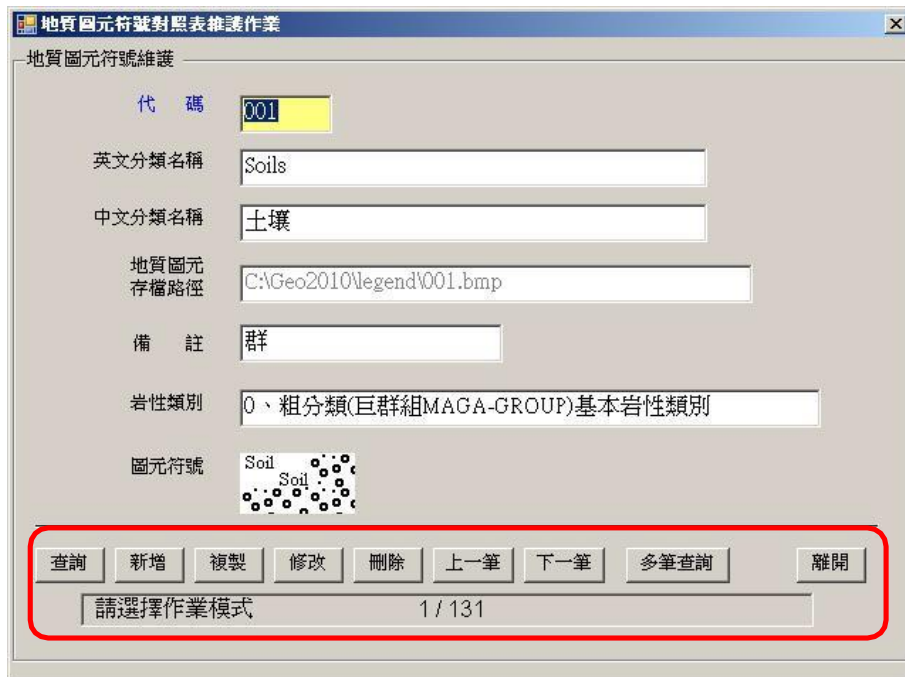 地質圖元符號對照表維護作業
地質圖元符號維護
代 碼 001
英文分類名稱 Soils
中文分類名稱 土壤
地質圖元
存檔路徑 C:\Geo2010\legend\001.bmp
備 註 群
岩性類別 0、粗分類(巨群組MAGA-GROUP)基本岩性類別
圖元符號 Soil
Soil
查詢 新增 複製 修改 刪除 上一筆 下一筆 多筆查詢 離開
請選擇作業模式 1 / 131